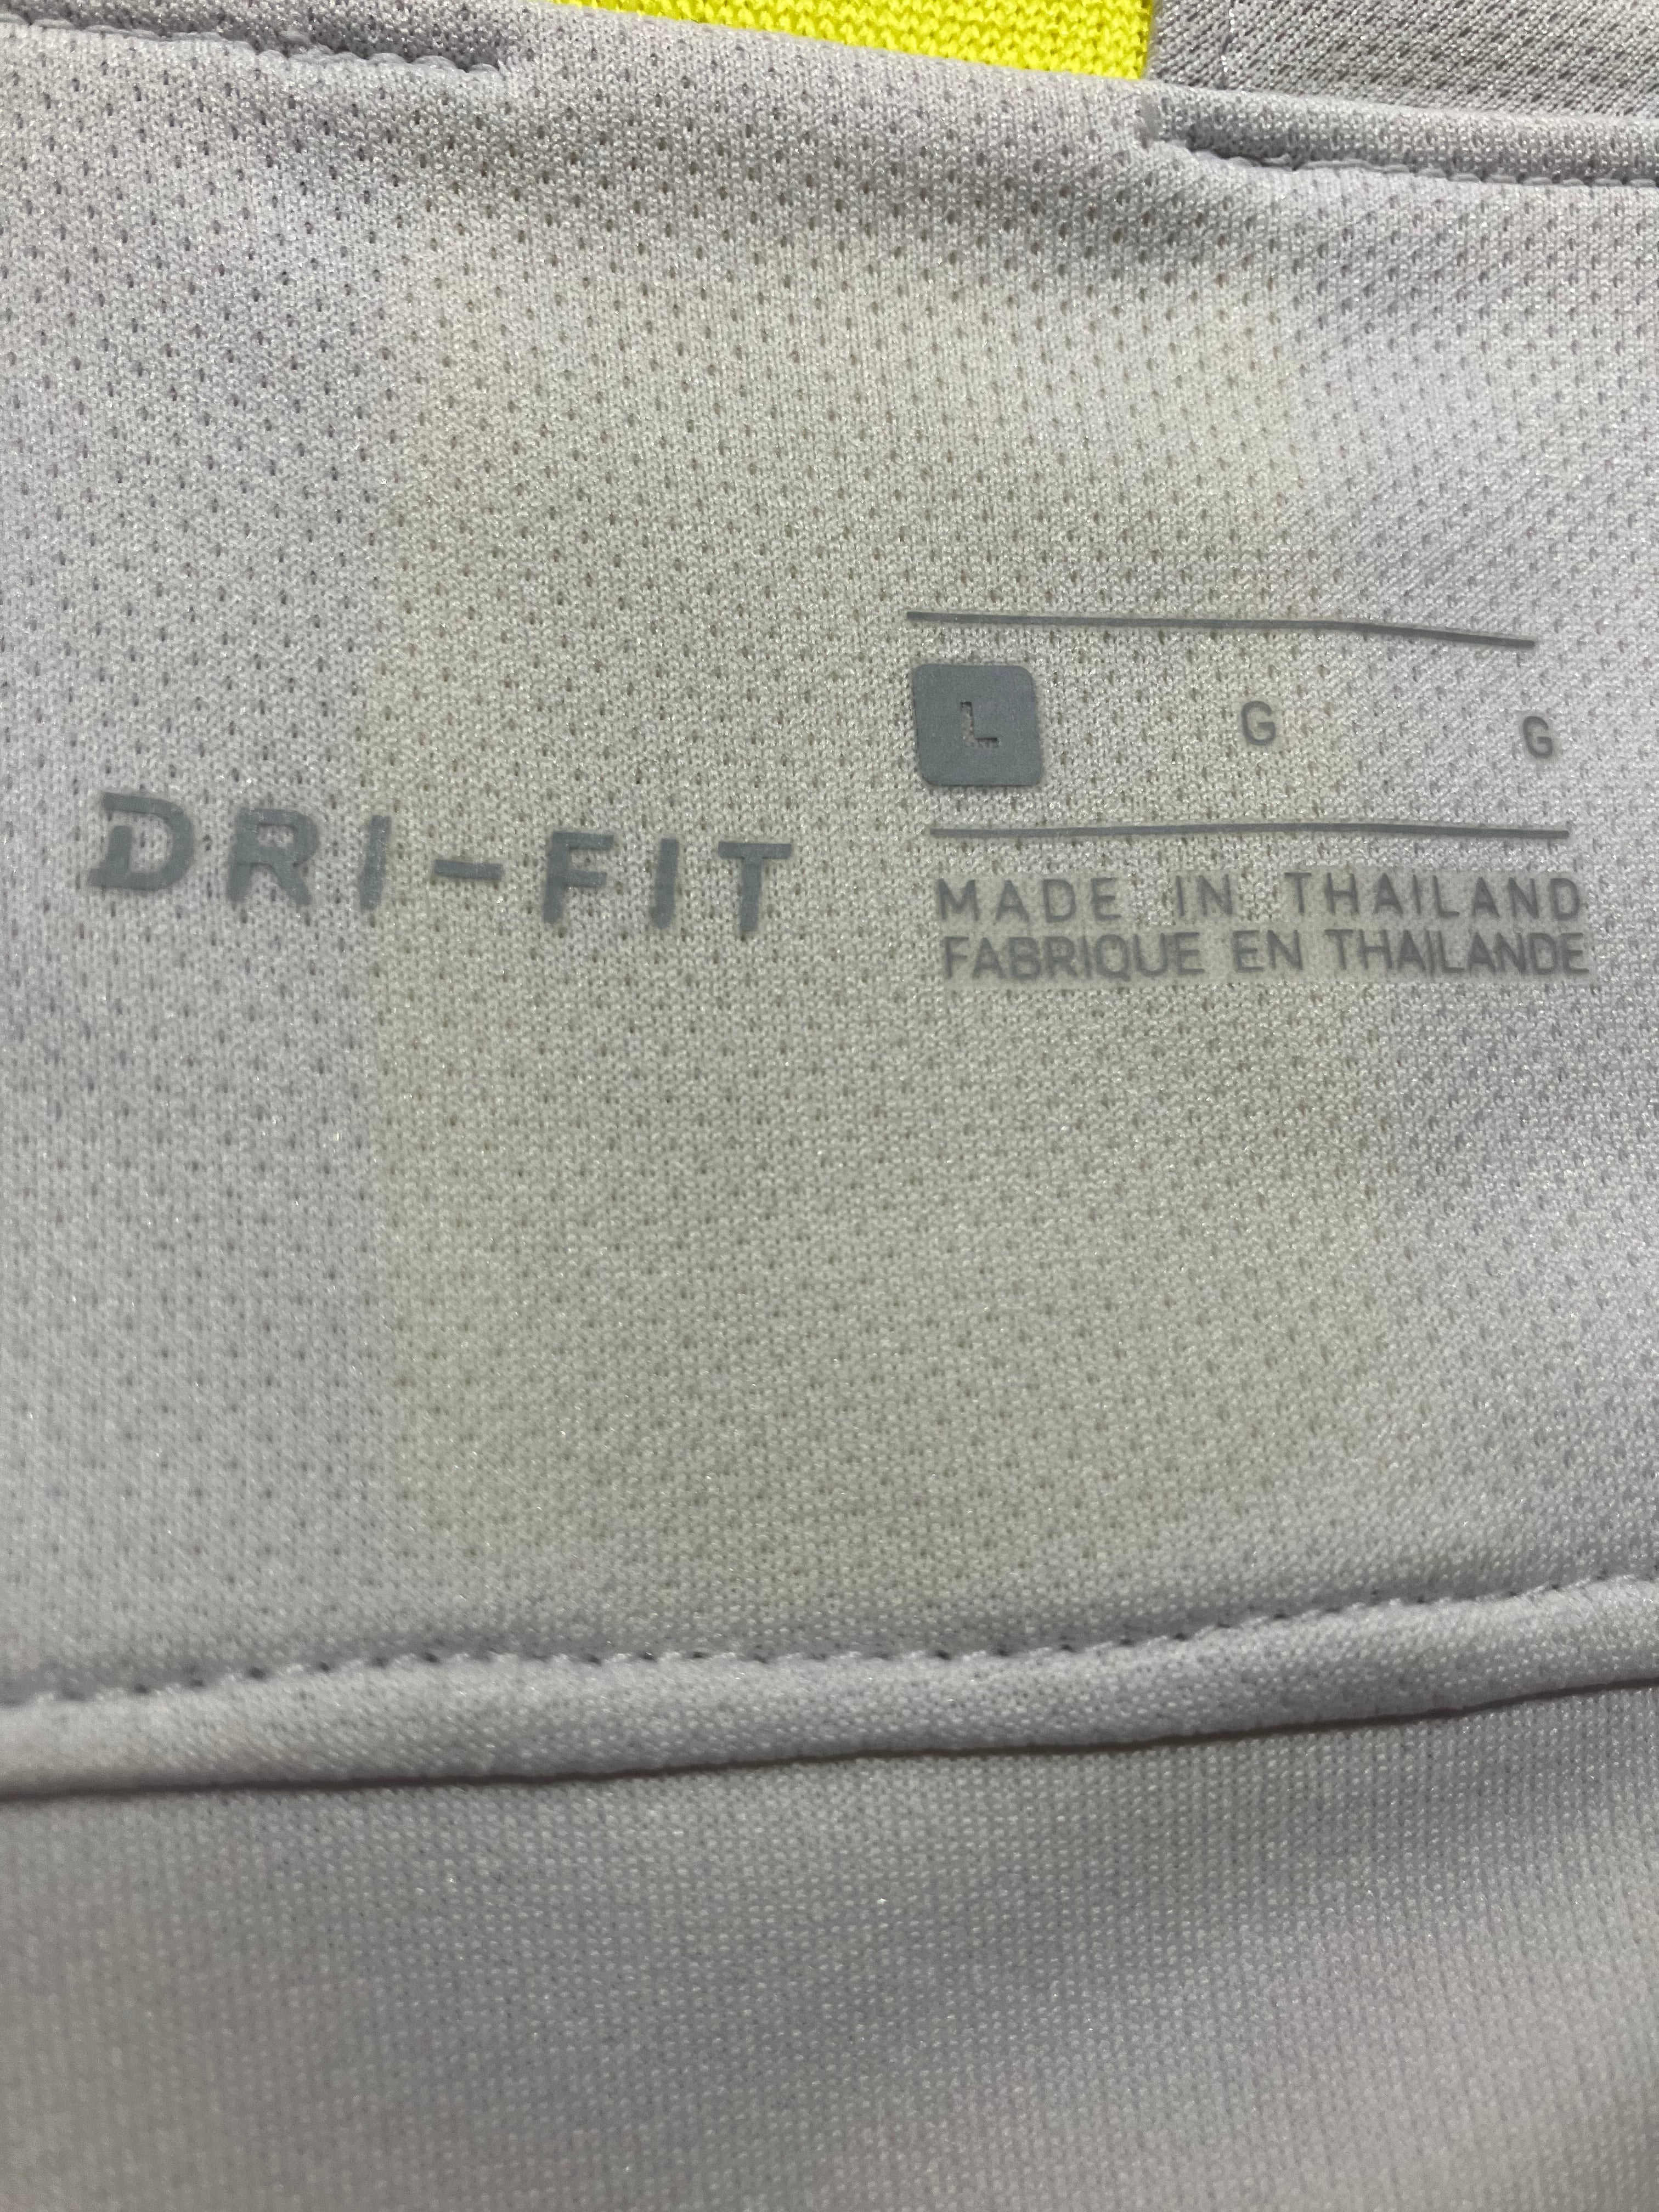 DRI-FIT
L G G
MADE IN THAILAND
FABRIQUE EN THAILANDE